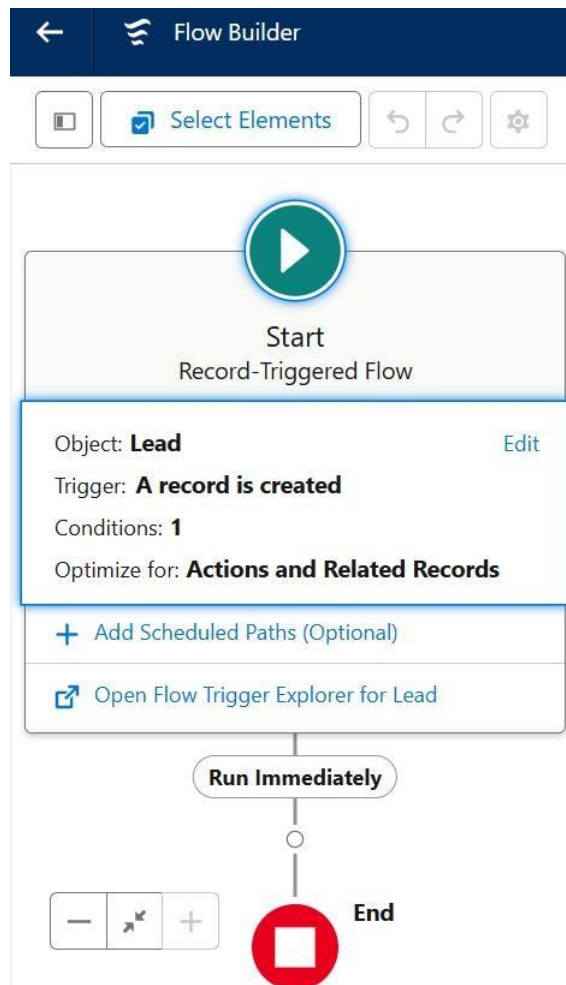 Flow Builder
Select Elements
Start
Record-Triggered Flow
Object: Lead Edit
Trigger: A record is created
Conditions: 1
Optimize for: Actions and Related Records
+ Add Scheduled Paths (Optional)
Open Flow Trigger Explorer for Lead
Run Immediately
End